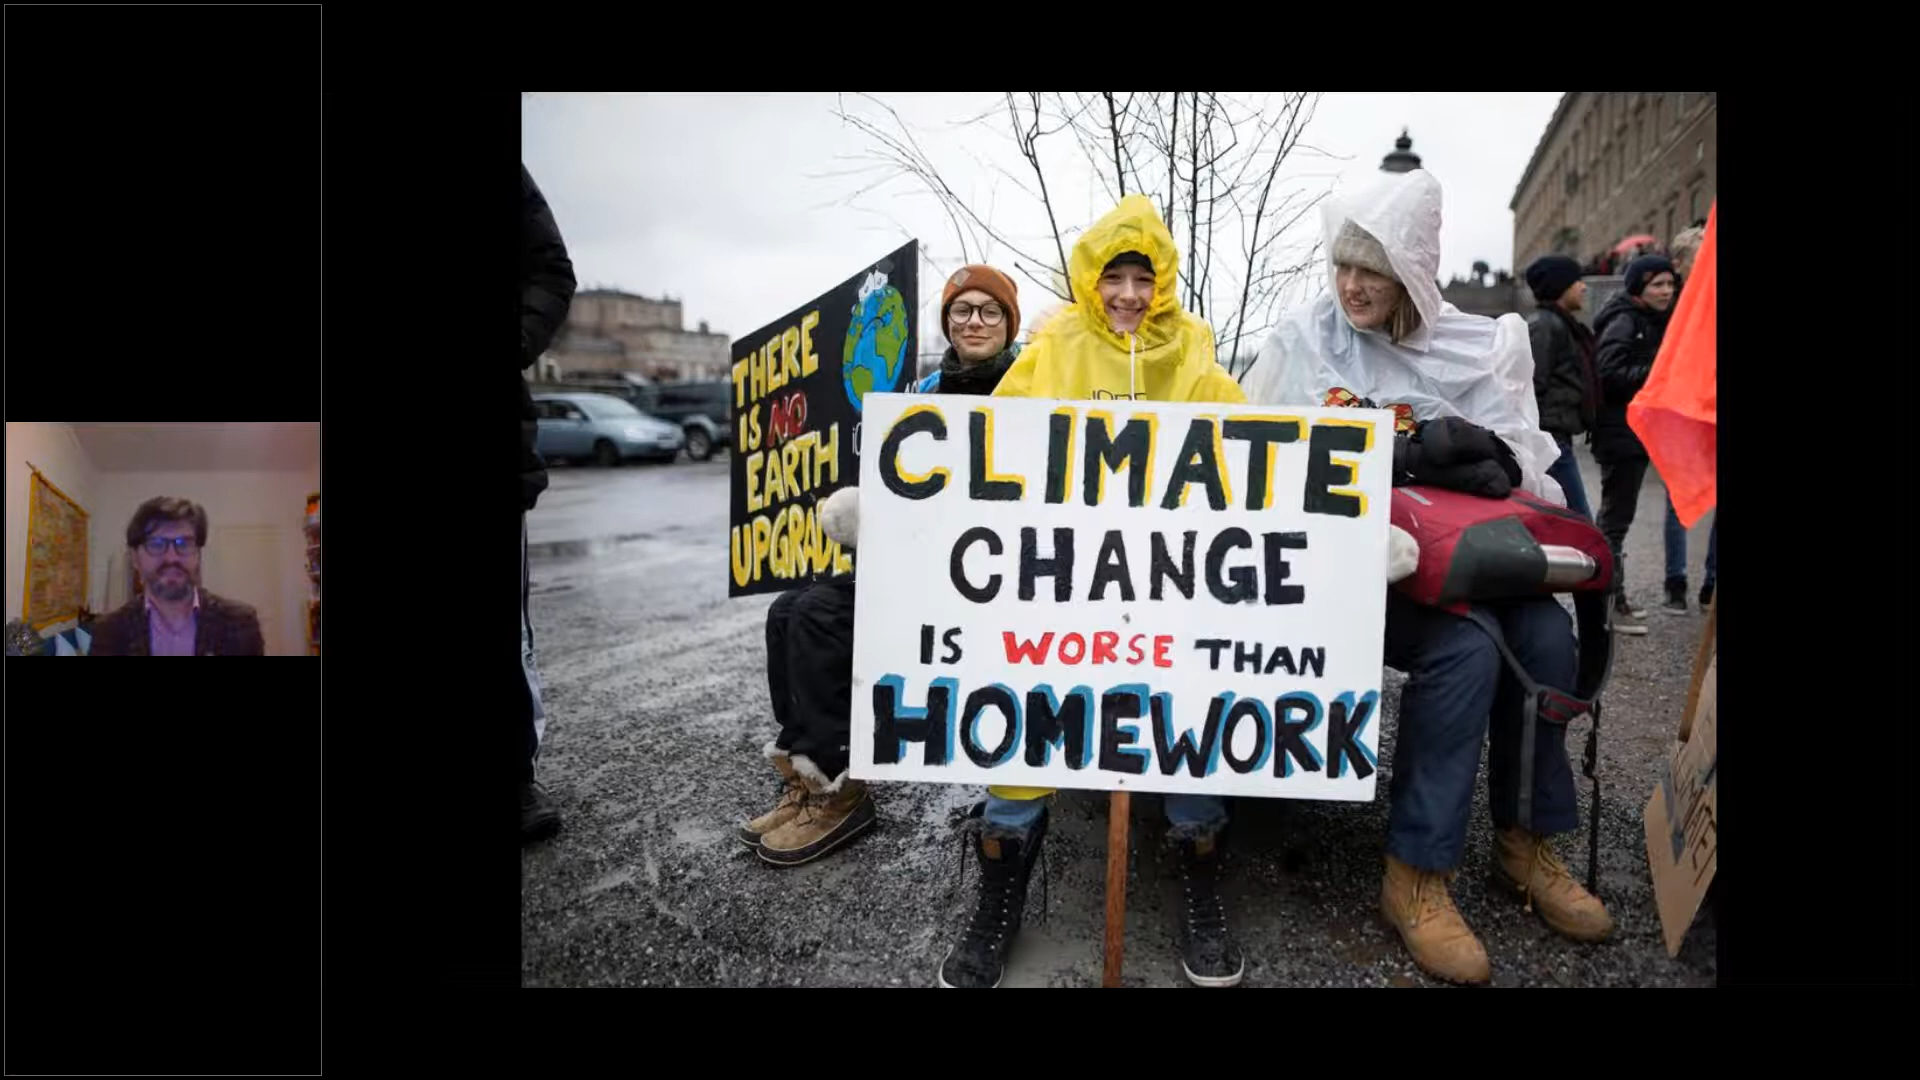 THERE
IS NO
EARTH
UPGRADE
CLIMATE
CHANGE
IS WORSE THAN
HOMEWORK